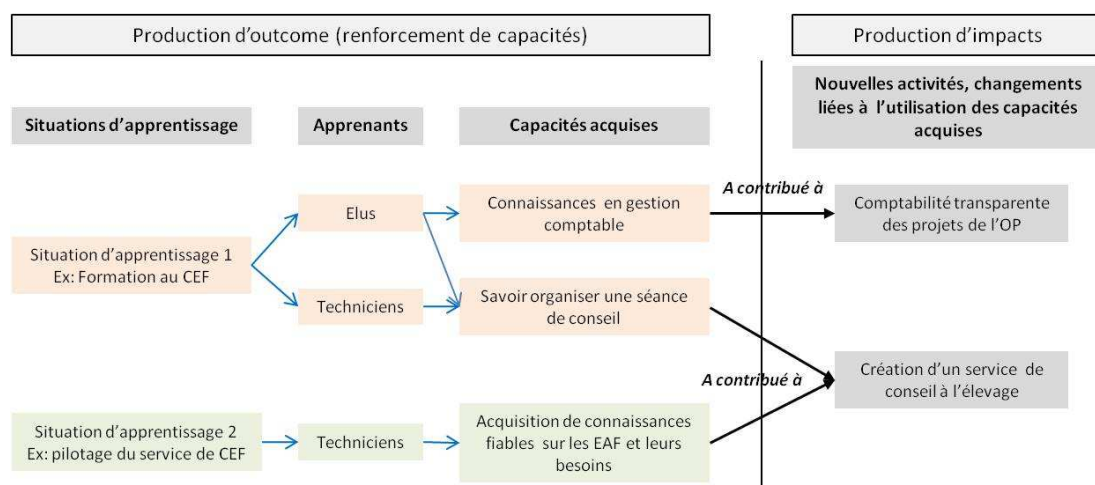 Production d'outcome (renforcement de capacités)
Production d'impacts
Situations d'apprentissage
Apprenants
Capacités acquises
Nouvelles activités, changements
liées à l'utilisation des capacités
acquises
Situation d'apprentissage 1
Ex: Formation au CEF
Elus
Techniciens
Connaissances en gestion
comptable
Savoir organiser une séance
de conseil
A contribué à
Comptabilité transparente
des projets de l'OP
A contribué à
Création d'un service de
conseil à l'élevage
Situation d'apprentissage 2
Ex: pilotage du service de CEF
Techniciens
Acquisition de connaissances
fiables sur les EAF et leurs
besoins